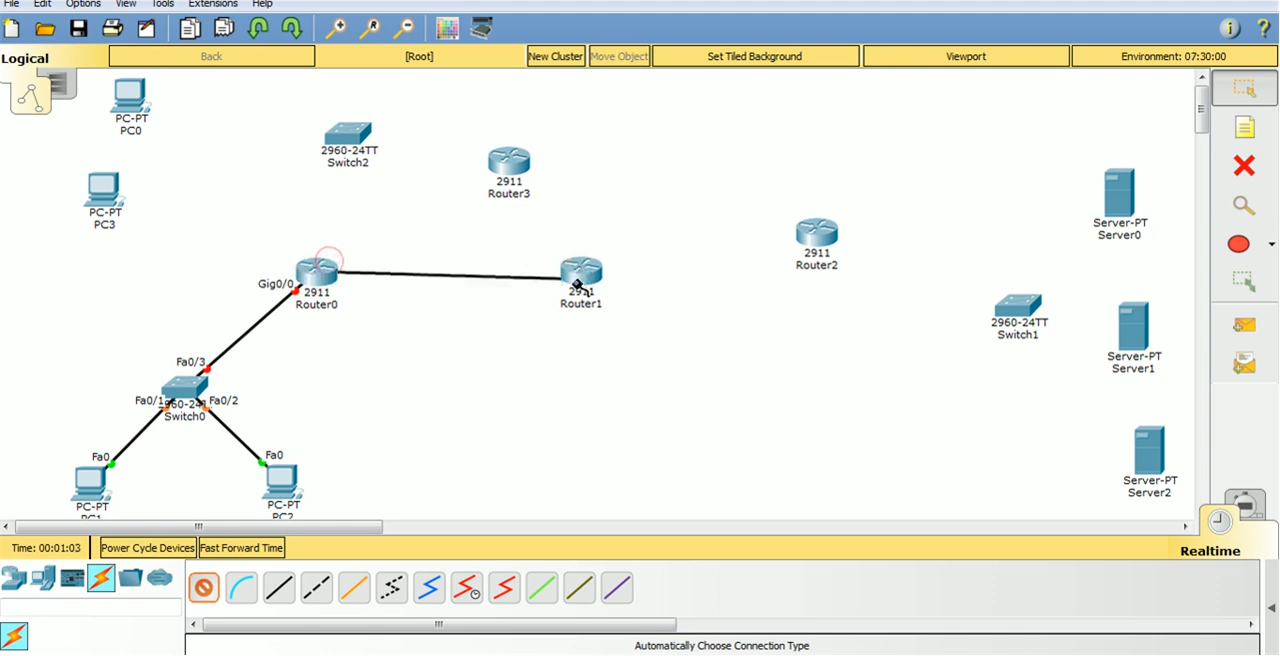 File Edit Options View Tools Extensions Help
Logical
Back
[Root]
New Cluster
Move Object
Set Tiled Background
Viewport
Environment: 07:30:00
PC-PT
PC0
2960-24TT
Switch2
2911
Router3
PC-PT
PC3
Server-PT
Server0
2911
Router2
Gig0/0
2911
Router0
2911
Router1
2960-24TT
Switch1
Server-PT
Server1
Fa0/3
Fa0/1
Fa0/2
Switch0
Fa0
Fa0
PC-PT
PC1
PC-PT
PC2
Server-PT
Server2
Time: 00:01:03
Power Cycle Devices
Fast Forward Time
Realtime
Automatically Choose Connection Type